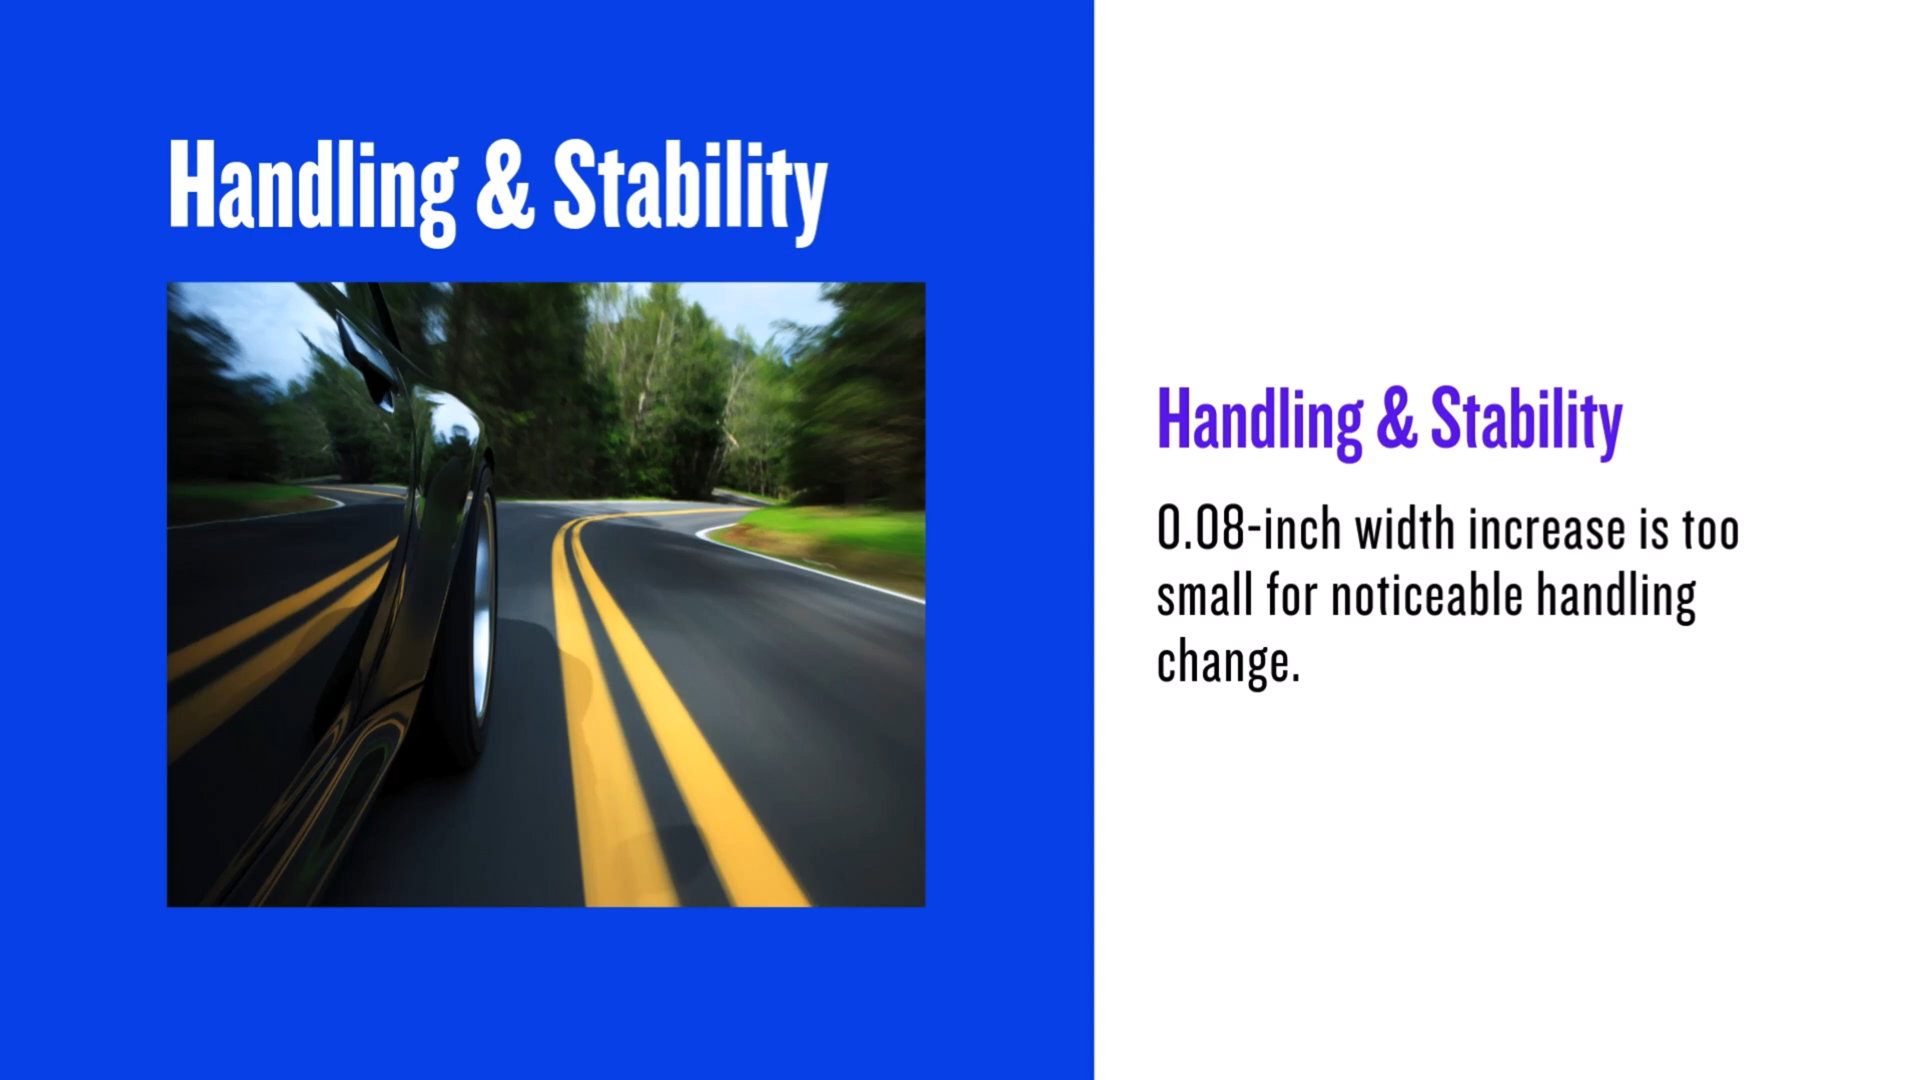 Handling & Stability
Handling & Stability
0.08-inch width increase is too
small for noticeable handling
change.